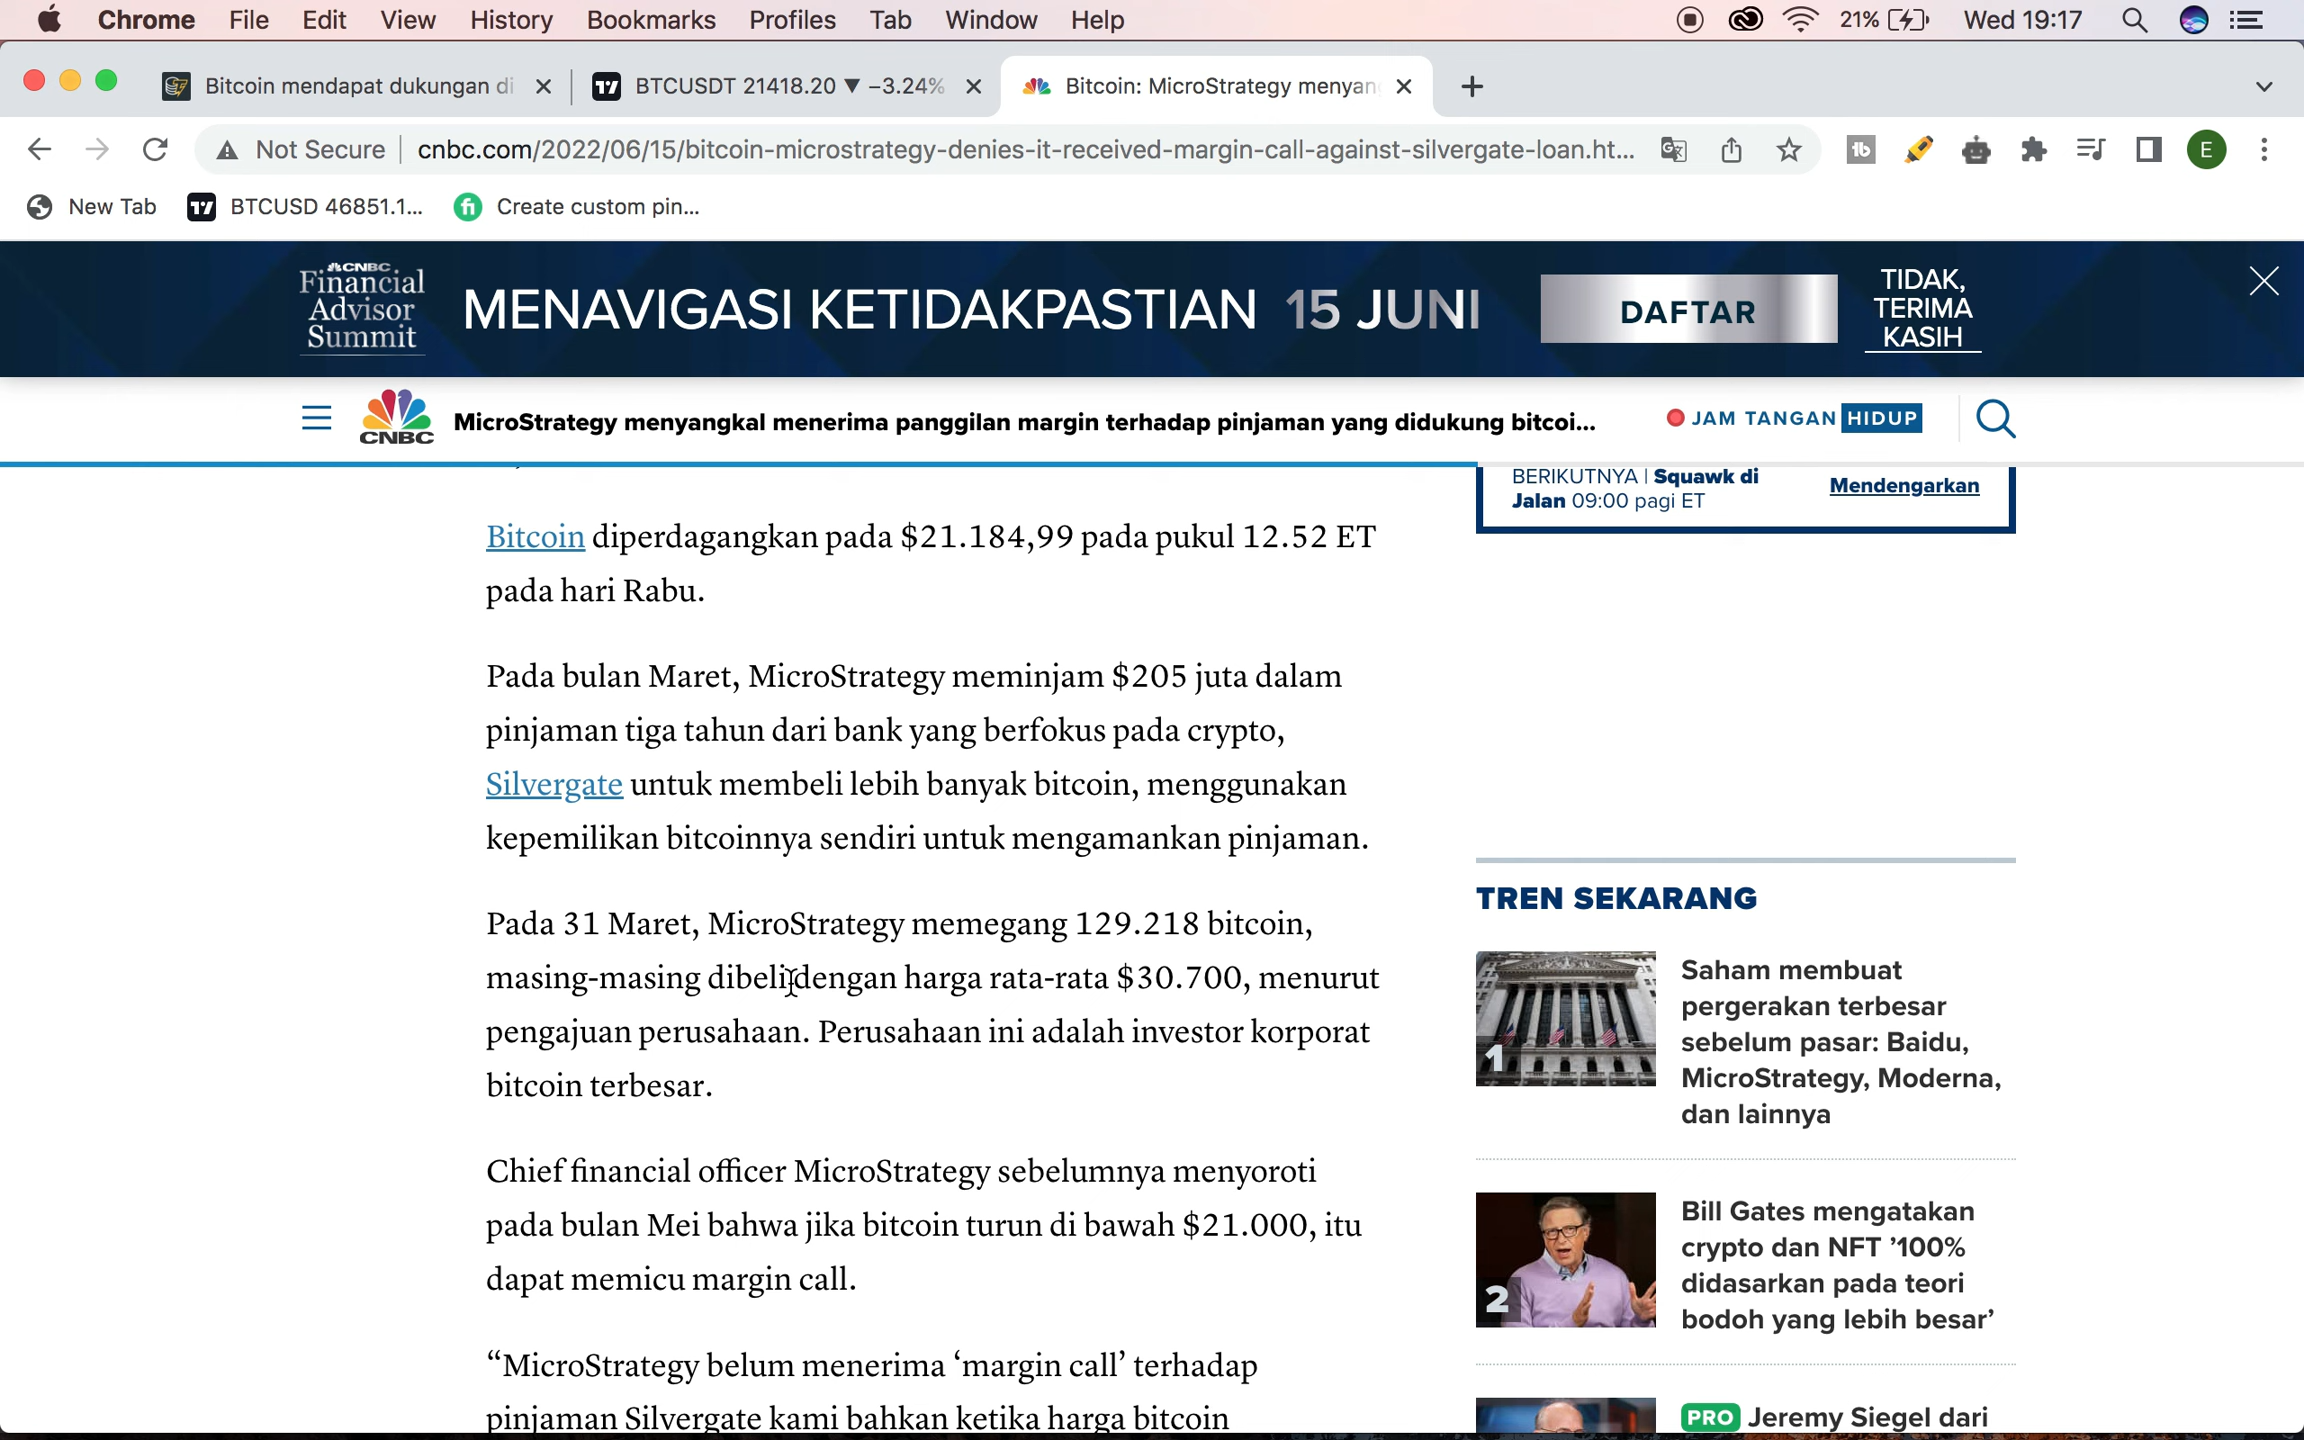 Chrome File Edit View History Bookmarks Profiles Tab Window Help 21% Wed 19:17
Bitcoin mendapat dukungan di BTCUSDT 21418.20 ▼ −3.24% Bitcoin: MicroStrategy menyan
Not Secure cnbc.com/2022/06/15/bitcoin-microstrategy-denies-it-received-margin-call-against-silvergate-loan.ht... E
New Tab BTCUSD 46851.1... Create custom pin...
CNBC
Financial
Advisor
Summit
MENAVIGASI KETIDAKPASTIAN 15 JUNI
DAFTAR
TIDAK,
TERIMA
KASIH
CNBC
MicroStrategy menyangkal menerima panggilan margin terhadap pinjaman yang didukung bitcoi...
JAM TANGAN HIDUP
Bitcoin diperdagangkan pada $21.184,99 pada pukul 12.52 ET
pada hari Rabu.
Pada bulan Maret, MicroStrategy meminjam $205 juta dalam
pinjaman tiga tahun dari bank yang berfokus pada crypto,
Silvergate untuk membeli lebih banyak bitcoin, menggunakan
kepemilikan bitcoinnya sendiri untuk mengamankan pinjaman.
Pada 31 Maret, MicroStrategy memegang 129.218 bitcoin,
masing-masing dibeli dengan harga rata-rata $30.700, menurut
pengajuan perusahaan. Perusahaan ini adalah investor korporat
bitcoin terbesar.
Chief financial officer MicroStrategy sebelumnya menyoroti
pada bulan Mei bahwa jika bitcoin turun di bawah $21.000, itu
dapat memicu margin call.
“MicroStrategy belum menerima ‘margin call’ terhadap
pinjaman Silvergate kami bahkan ketika harga bitcoin
BERIKUTNYA | Squawk di
Jalan 09:00 pagi ET
Mendengarkan
TREN SEKARANG
1
Saham membuat
pergerakan terbesar
sebelum pasar: Baidu,
MicroStrategy, Moderna,
dan lainnya
2
Bill Gates mengatakan
crypto dan NFT ’100%
didasarkan pada teori
bodoh yang lebih besar’
PRO Jeremy Siegel dari